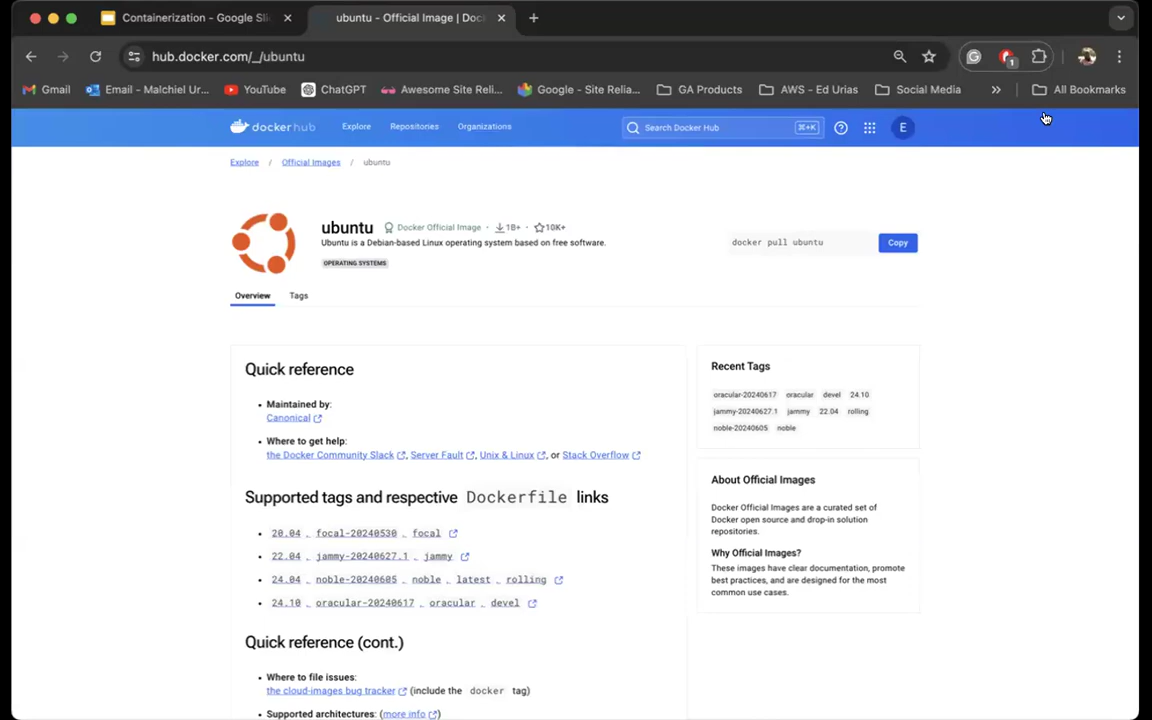 Containerization - Google Sli
ubuntu - Official Image | Doc
hub.docker.com/_/ubuntu
1
Gmail
Email - Malchiel Ur...
YouTube
ChatGPT
Awesome Site Reli...
Google - Site Relia...
GA Products
AWS - Ed Urias
Social Media
»
All Bookmarks
dockerhub
Explore
Repositories
Organizations
Search Docker Hub
⌘+K
E
Explore / Official Images / ubuntu
ubuntu Docker Official Image · 1B+ · 10K+
Ubuntu is a Debian-based Linux operating system based on free software.
OPERATING SYSTEMS
docker pull ubuntu
Copy
Overview
Tags
Quick reference
• Maintained by:
Canonical
• Where to get help:
the Docker Community Slack, Server Fault, Unix & Linux, or Stack Overflow
Supported tags and respective Dockerfile links
• 20.04, focal-20240530, focal
• 22.04, jammy-20240627.1, jammy
• 24.04, noble-20240605, noble, latest, rolling
• 24.10, oracular-20240617, oracular, devel
Quick reference (cont.)
• Where to file issues:
the cloud-images bug tracker (include the docker tag)
• Supported architectures: (more info)
Recent Tags
oracular-20240617 oracular devel 24.10
jammy-20240627.1 jammy 22.04 rolling
noble-20240605 noble
About Official Images
Docker Official Images are a curated set of
Docker open source and drop-in solution
repositories.
Why Official Images?
These images have clear documentation, promote
best practices, and are designed for the most
common use cases.